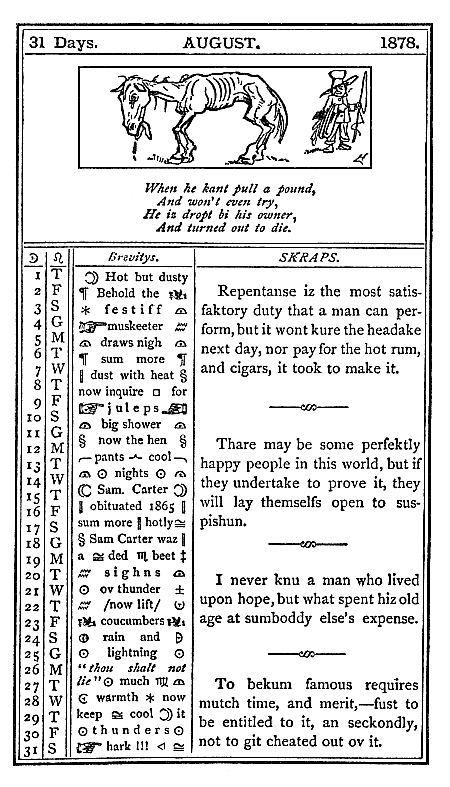 31 Days. AUGUST. 1878.
When he kant pull a pound,
And won't even try,
He iz dropt bi his owner,
And turned out to die.
☽ ♌ Brevitys. SKRAPS.
1 T ☽) Hot but dusty
2 F ¶ Behold the
3 S * festiff
4 G ☞ muskeeter
5 M draws nigh
6 T ¶ sum more ¶
7 W ‖ dust with heat §
8 T now inquire □ for
9 F ☞ juleps
10 S big shower
11 G § now the hen §
12 M pants cool
13 T ⊙ nights ⊙
14 W Sam. Carter
15 T ‖ obituated 1865 ‖
16 F sum more ‖ hotly
17 S § Sam Carter waz ‖
18 G a ded ♏ beet ‡
19 M sighns
20 T ⊙ ov thunder ±
21 W /now lift/
22 T coucumbers
23 F rain and
24 S ⊙ lightning ⊙
25 G "thou shalt not
26 M lie" ⊙ much ♏
27 T warmth * now
28 W keep cool it
29 T ⊙ thunders ⊙
30 F ☞ hark !!!
31 S
Repentanse iz the most satis-
faktory duty that a man can per-
form, but it wont kure the headake
next day, nor pay for the hot rum,
and cigars, it took to make it.
Thare may be some perfektly
happy people in this world, but if
they undertake to prove it, they
will lay themselfs open to sus-
pishun.
I never knu a man who lived
upon hope, but what spent hiz old
age at sumboddy else's expense.
To bekum famous requires
mutch time, and merit,—fust to
be entitled to it, an seckondly,
not to git cheated out ov it.